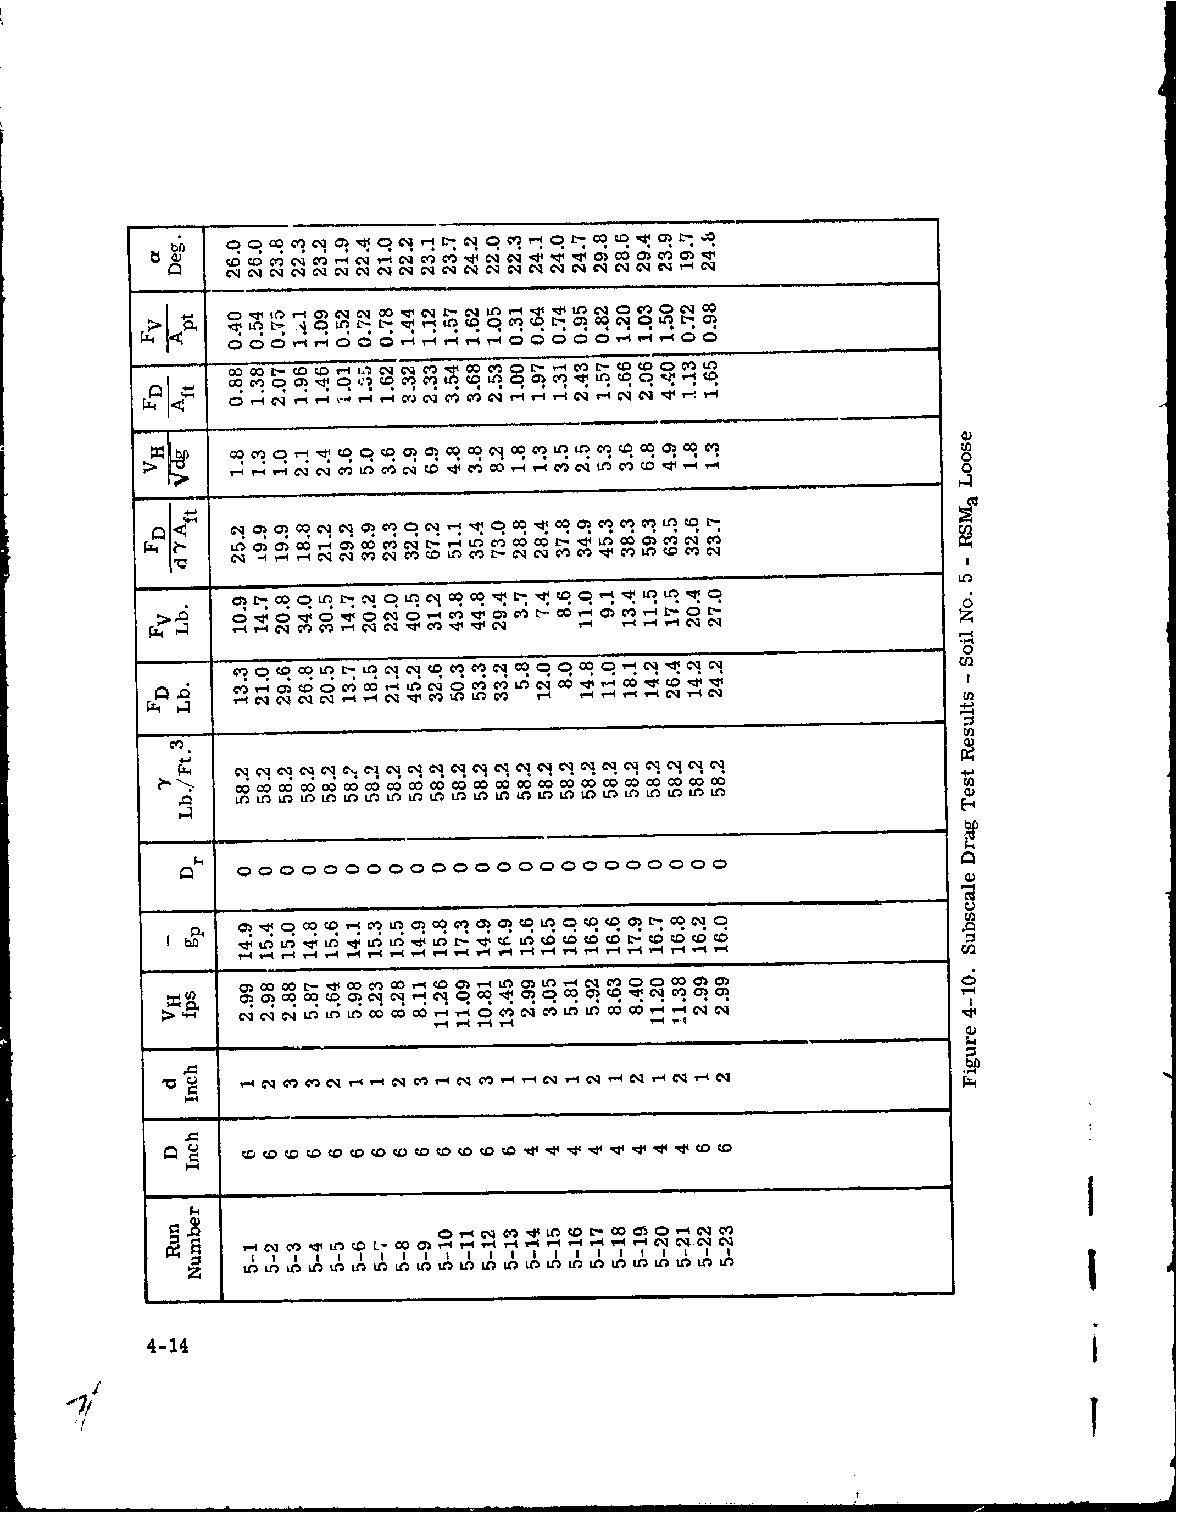 Run Number D Inch d Inch V_H fps g_p D_r γ Lb./Ft.³ F_D Lb. F_V Lb. F_D/dγA_ft V_H/√dg F_D/A_ft F_V/A_pt α Deg.
5-1 6 1 2.99 14.9 0 58.2 13.3 10.9 25.2 1.8 0.88 0.40 26.0
5-2 6 2 2.98 15.4 0 58.2 21.0 14.7 19.9 1.3 1.38 0.54 26.0
5-3 6 3 2.88 15.0 0 58.2 29.6 20.8 19.9 1.0 2.07 0.75 23.8
5-4 6 3 5.87 14.8 0 58.2 26.8 34.0 18.8 2.1 1.96 1.21 22.3
5-5 6 2 5.64 15.6 0 58.2 20.5 30.5 21.2 2.4 1.46 1.09 23.2
5-6 6 1 5.98 14.1 0 58.2 13.7 14.7 29.2 3.6 1.01 0.52 21.9
5-7 6 1 8.23 15.3 0 58.2 18.5 20.2 38.9 5.0 1.35 0.72 22.4
5-8 6 2 8.28 15.5 0 58.2 21.2 22.0 23.3 3.6 1.62 0.78 21.0
5-9 6 3 8.11 14.9 0 58.2 45.2 40.5 32.0 2.9 3.32 1.44 22.2
5-10 6 1 11.26 15.8 0 58.2 32.6 31.2 67.2 6.9 2.33 1.12 23.1
5-11 6 2 11.09 17.3 0 58.2 50.3 43.8 51.1 4.8 3.54 1.57 23.7
5-12 6 3 10.81 14.9 0 58.2 53.3 44.8 35.4 3.8 3.68 1.62 24.2
5-13 6 1 13.45 16.9 0 58.2 33.2 29.4 73.0 8.2 2.53 1.05 22.0
5-14 4 1 2.99 15.6 0 58.2 5.8 3.7 28.8 1.8 1.00 0.31 22.3
5-15 4 2 3.05 16.5 0 58.2 12.0 7.4 28.4 1.3 1.97 0.64 24.1
5-16 4 1 5.81 16.0 0 58.2 8.0 8.6 37.8 3.5 1.31 0.74 24.0
5-17 4 2 5.92 16.6 0 58.2 14.8 11.0 34.9 2.5 2.43 0.95 24.7
5-18 4 1 8.63 16.6 0 58.2 11.0 9.1 45.3 5.3 1.57 0.82 29.8
5-19 4 2 8.40 17.9 0 58.2 18.1 13.4 38.3 3.6 2.66 1.20 28.6
5-20 4 1 11.20 16.7 0 58.2 14.2 11.5 59.3 6.8 2.06 1.03 29.4
5-21 4 2 11.38 16.8 0 58.2 26.4 17.5 63.5 4.9 4.40 1.50 23.9
5-22 6 1 2.99 16.2 0 58.2 14.2 20.4 32.6 1.8 1.13 0.72 19.7
5-23 6 2 2.99 16.0 0 58.2 24.2 27.0 23.7 1.3 1.65 0.98 24.8
Figure 4-10. Subscale Drag Test Results - Soil No. 5 - RSM_a Loose
4-14